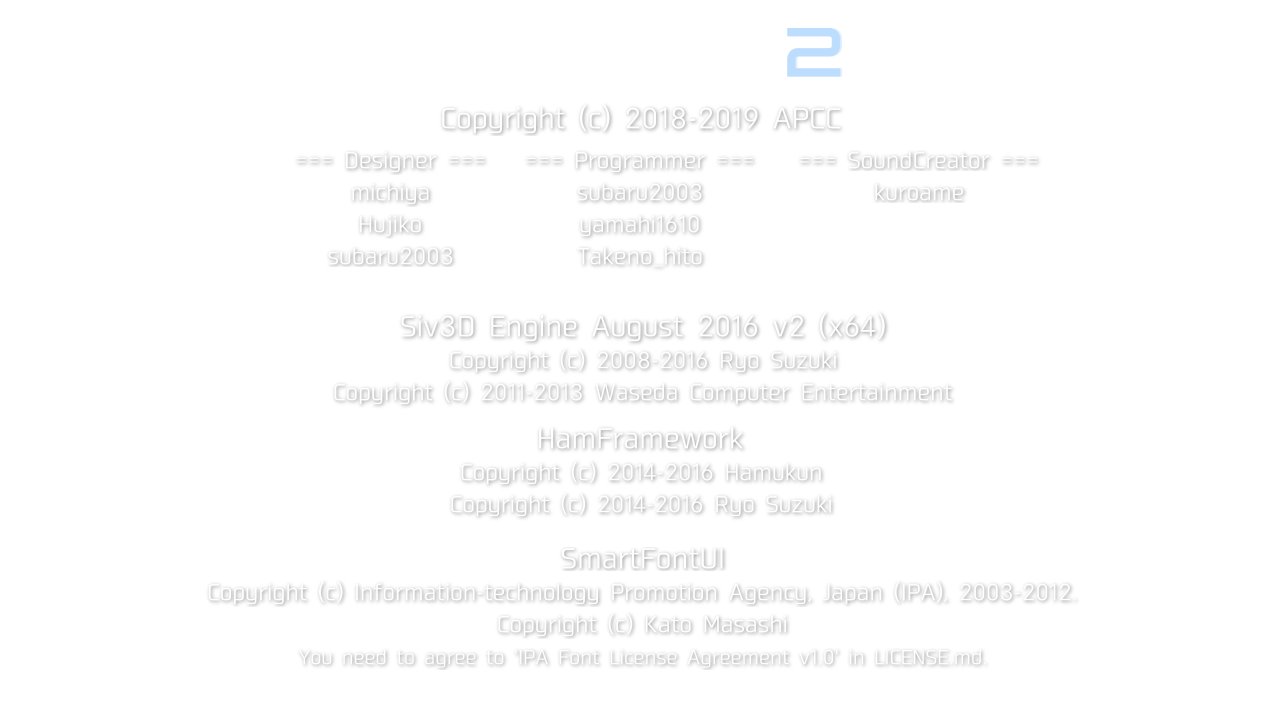 2
Copyright (c) 2018-2019 APCC
=== Designer === === Programmer === === SoundCreator ===
michiya subaru2003 kuroame
Hujiko yamahi1610
subaru2003 Takeno_hito
Siv3D Engine August 2016 v2 (x64)
Copyright (c) 2008-2016 Ryo Suzuki
Copyright (c) 2011-2013 Waseda Computer Entertainment
HamFramework
Copyright (c) 2014-2016 Hamukun
Copyright (c) 2014-2016 Ryo Suzuki
SmartFontUI
Copyright (c) Information-technology Promotion Agency, Japan (IPA), 2003-2012.
Copyright (c) Kato Masashi
You need to agree to 'IPA Font License Agreement v1.0' in LICENSE.md.